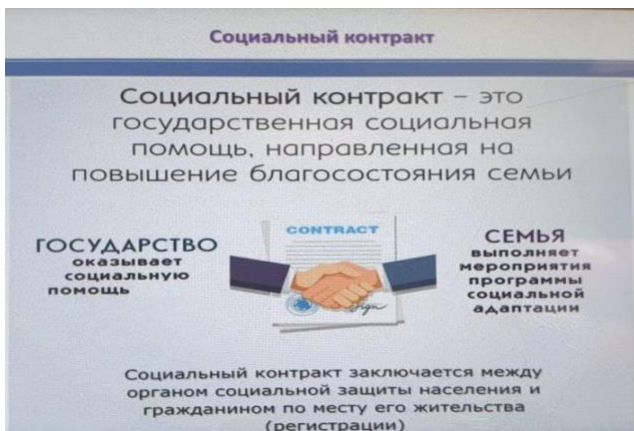 Социальный контракт
Социальный контракт – это
государственная социальная
помощь, направленная на
повышение благосостояния семьи
ГОСУДАРСТВО
оказывает
социальную
помощь
CONTRACT
Sign
СЕМЬЯ
выполняет
мероприятия
программы
социальной
адаптации
Социальный контракт заключается между
органом социальной защиты населения и
гражданином по месту его жительства
(регистрации)